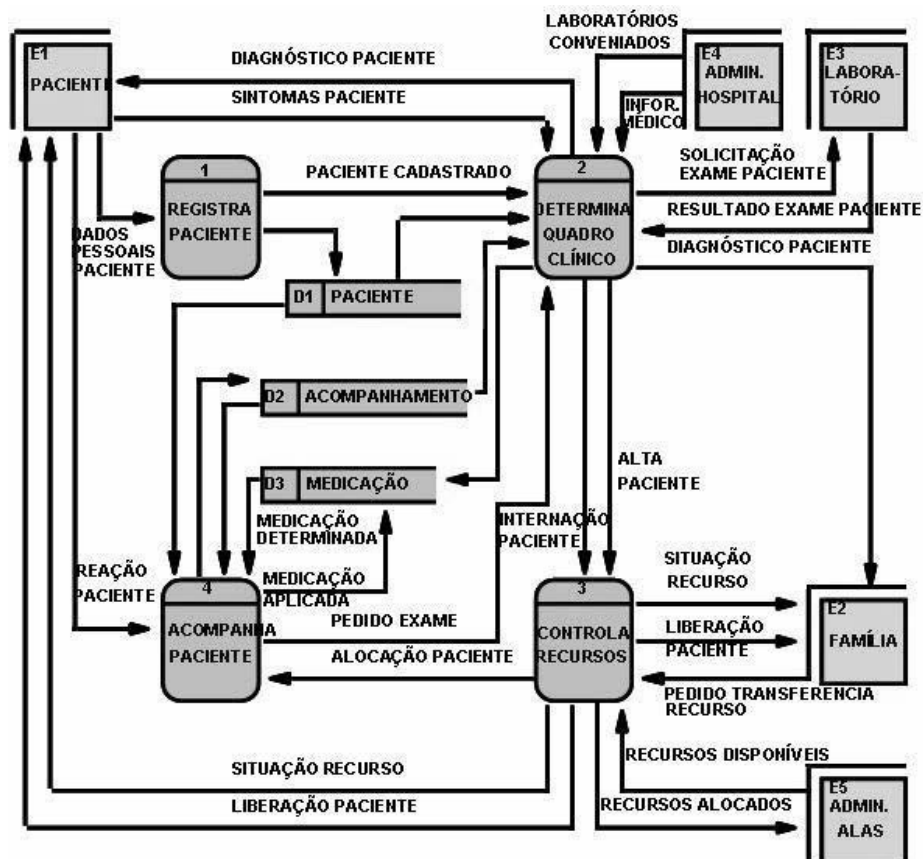 E1
PACIENTE
DIAGNÓSTICO PACIENTE
SINTOMAS PACIENTE
LABORATÓRIOS
CONVENIADOS
E4
ADMIN.
HOSPITAL
INFOR.
MÉDICO
E3
LABORA-
TÓRIO
SOLICITAÇÃO
EXAME PACIENTE
RESULTADO EXAME PACIENTE
DIAGNÓSTICO PACIENTE
1
REGISTRA
PACIENTE
PACIENTE CADASTRADO
2
DETERMINA
QUADRO
CLÍNICO
DADOS
PESSOAIS
PACIENTE
D1 PACIENTE
D2 ACOMPANHAMENTO
D3 MEDICAÇÃO
MEDICAÇÃO
DETERMINADA
MEDICAÇÃO
APLICADA
INTERNAÇÃO
PACIENTE
ALTA
PACIENTE
REAÇÃO
PACIENTE
4
ACOMPANHA
PACIENTE
PEDIDO EXAME
ALOCAÇÃO PACIENTE
3
CONTROLA
RECURSOS
SITUAÇÃO
RECURSO
LIBERAÇÃO
PACIENTE
E2
FAMÍLIA
PEDIDO TRANSFERENCIA
RECURSO
SITUAÇÃO RECURSO
LIBERAÇÃO PACIENTE
RECURSOS DISPONÍVEIS
RECURSOS ALOCADOS
E5
ADMIN.
ALAS